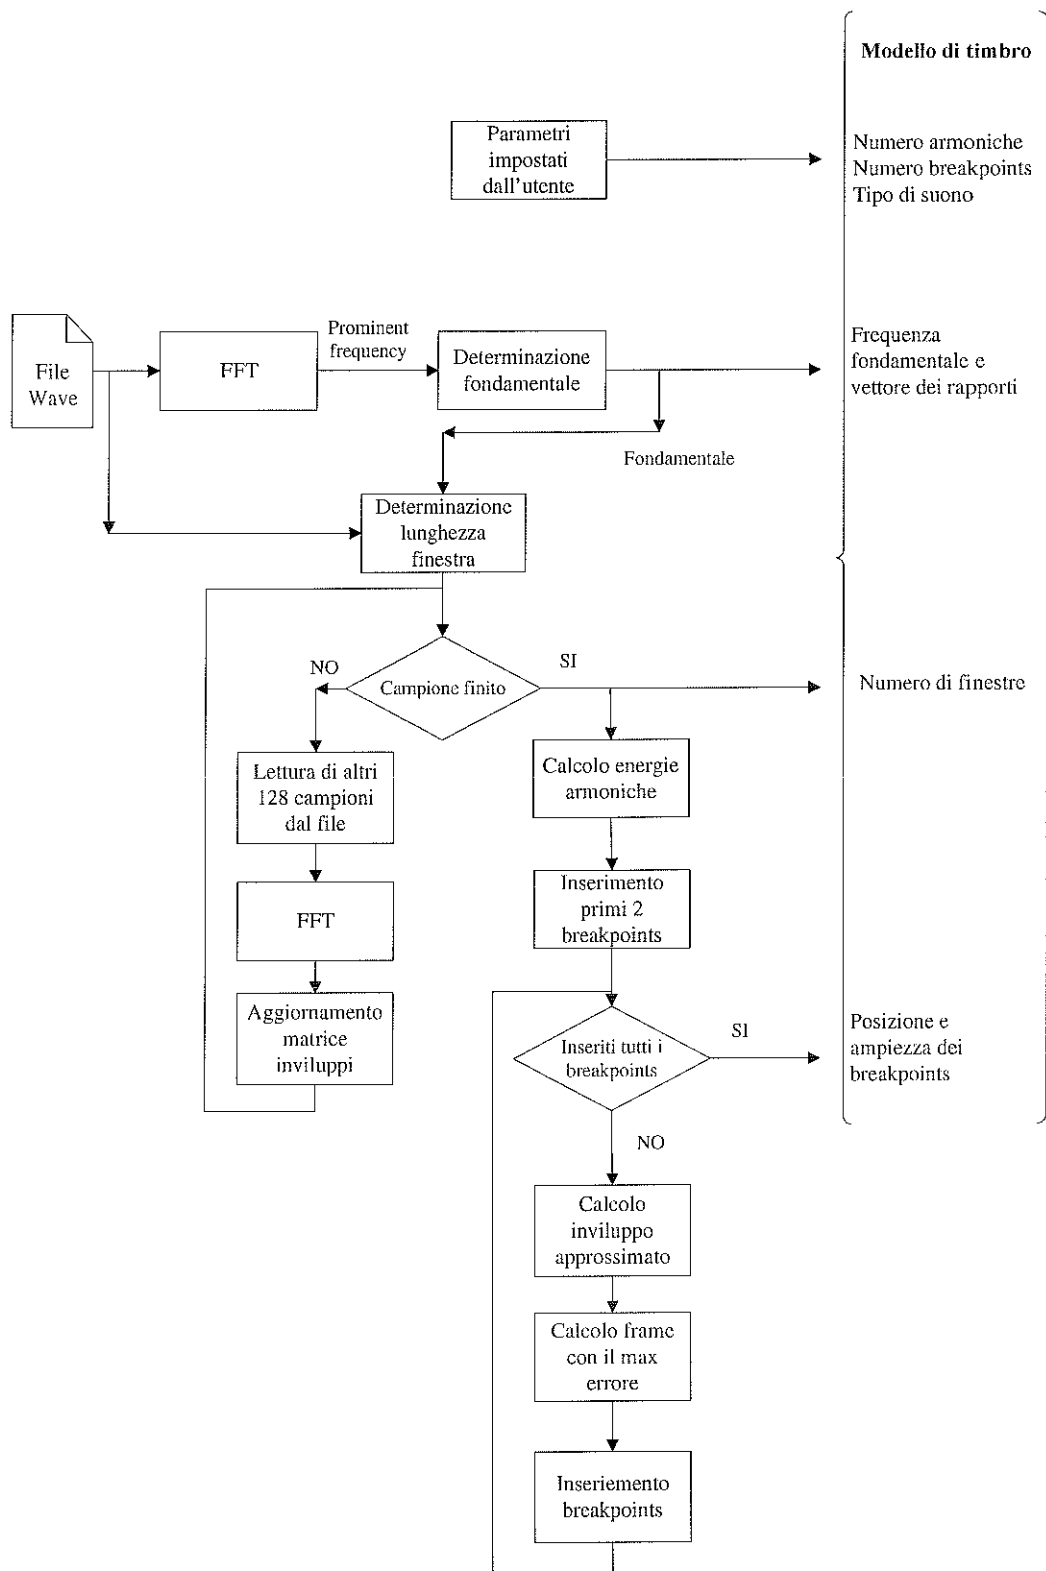 Modello di timbro
Parametri
impostati
dall'utente
Numero armoniche
Numero breakpoints
Tipo di suono
File
Wave
FFT
Prominent
frequency
Determinazione
fondamentale
Frequenza
fondamentale e
vettore dei rapporti
Fondamentale
Determinazione
lunghezza
finestra
NO
Campione finito
SI
Numero di finestre
Lettura di altri
128 campioni
dal file
Calcolo energie
armoniche
FFT
Inserimento
primi 2
breakpoints
Aggiornamento
matrice
inviluppi
Inseriti tutti i
breakpoints
SI
Posizione e
ampiezza dei
breakpoints
NO
Calcolo
inviluppo
approssimato
Calcolo frame
con il max
errore
Inseriemento
breakpoints